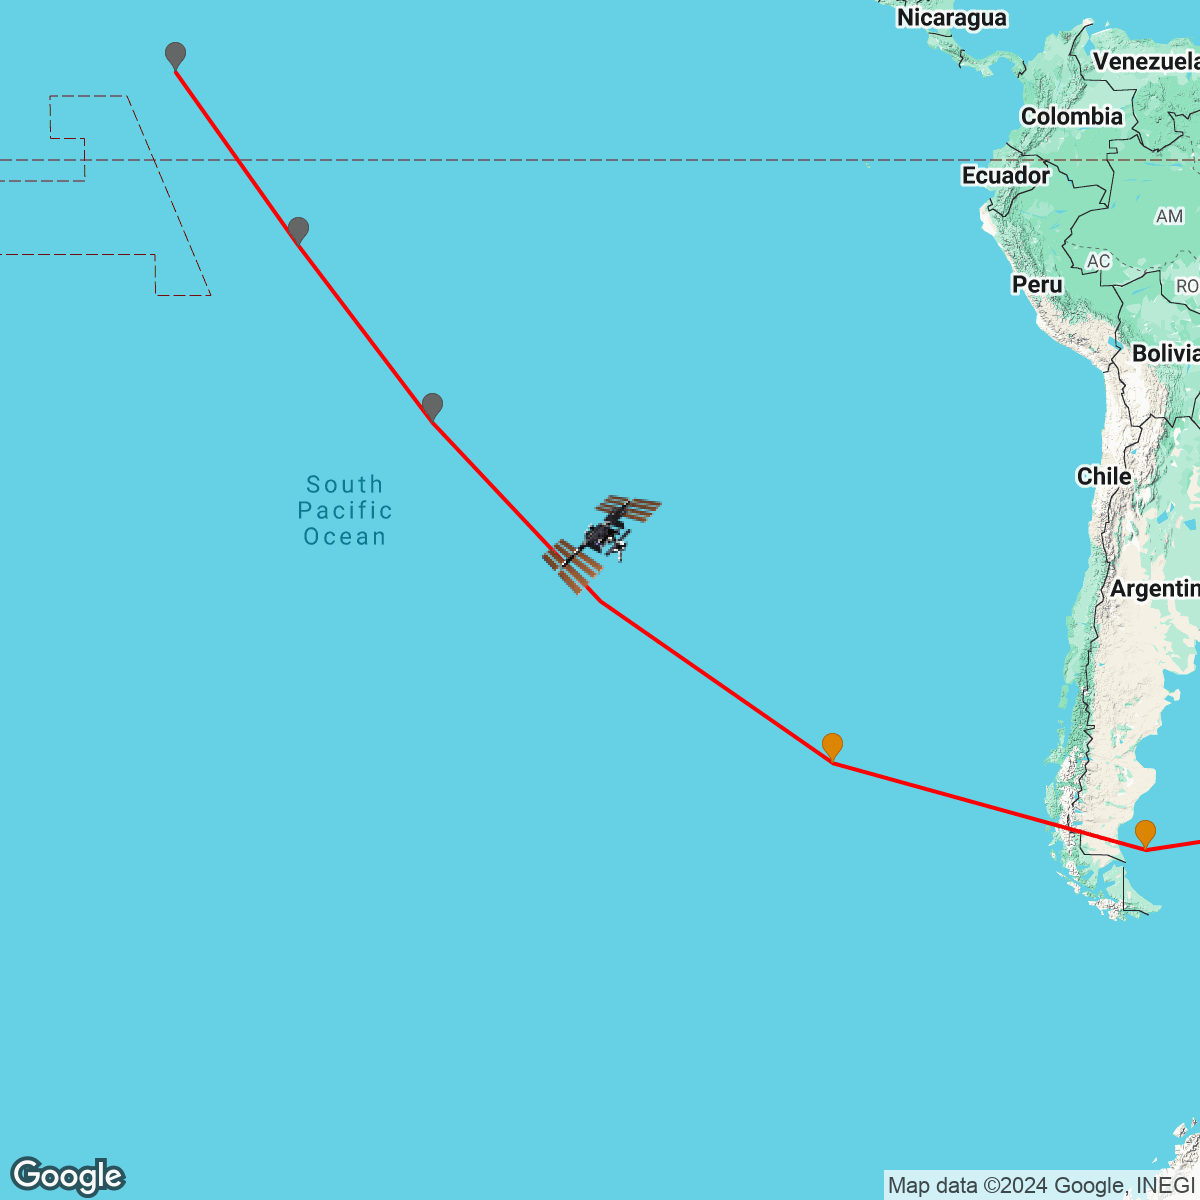 Nicaragua
Venezuela
Colombia
Ecuador
AM
AC
Peru
RO
Bolivia
South
Pacific
Ocean
Chile
Argentin
Google
Map data ©2024 Google, INEGI